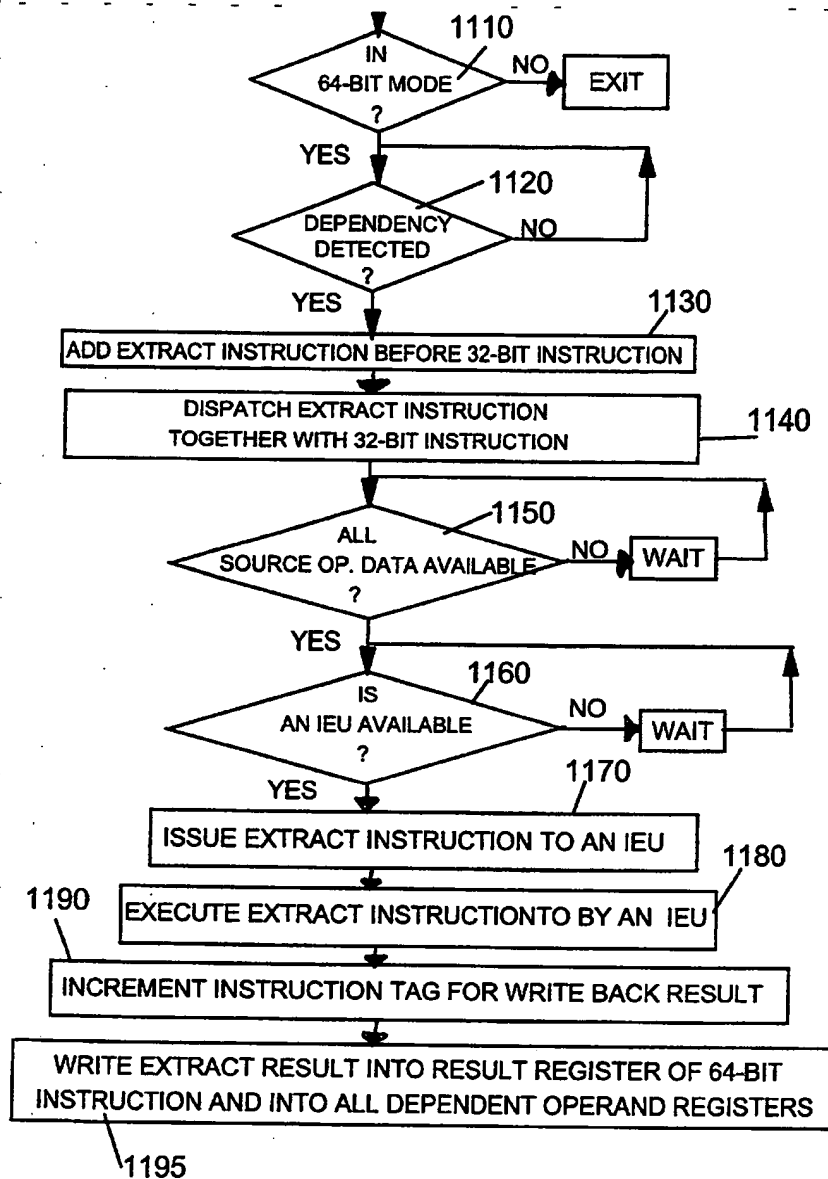 1110
IN
64-BIT MODE
?
NO
EXIT
YES
1120
DEPENDENCY
DETECTED
?
NO
YES
1130
ADD EXTRACT INSTRUCTION BEFORE 32-BIT INSTRUCTION
DISPATCH EXTRACT INSTRUCTION
TOGETHER WITH 32-BIT INSTRUCTION
1140
1150
ALL
SOURCE OP. DATA AVAILABLE
?
NO
WAIT
YES
1160
IS
AN IEU AVAILABLE
?
NO
WAIT
YES
1170
ISSUE EXTRACT INSTRUCTION TO AN IEU
1180
EXECUTE EXTRACT INSTRUCTIONTO BY AN IEU
1190
INCREMENT INSTRUCTION TAG FOR WRITE BACK RESULT
WRITE EXTRACT RESULT INTO RESULT REGISTER OF 64-BIT
INSTRUCTION AND INTO ALL DEPENDENT OPERAND REGISTERS
1195